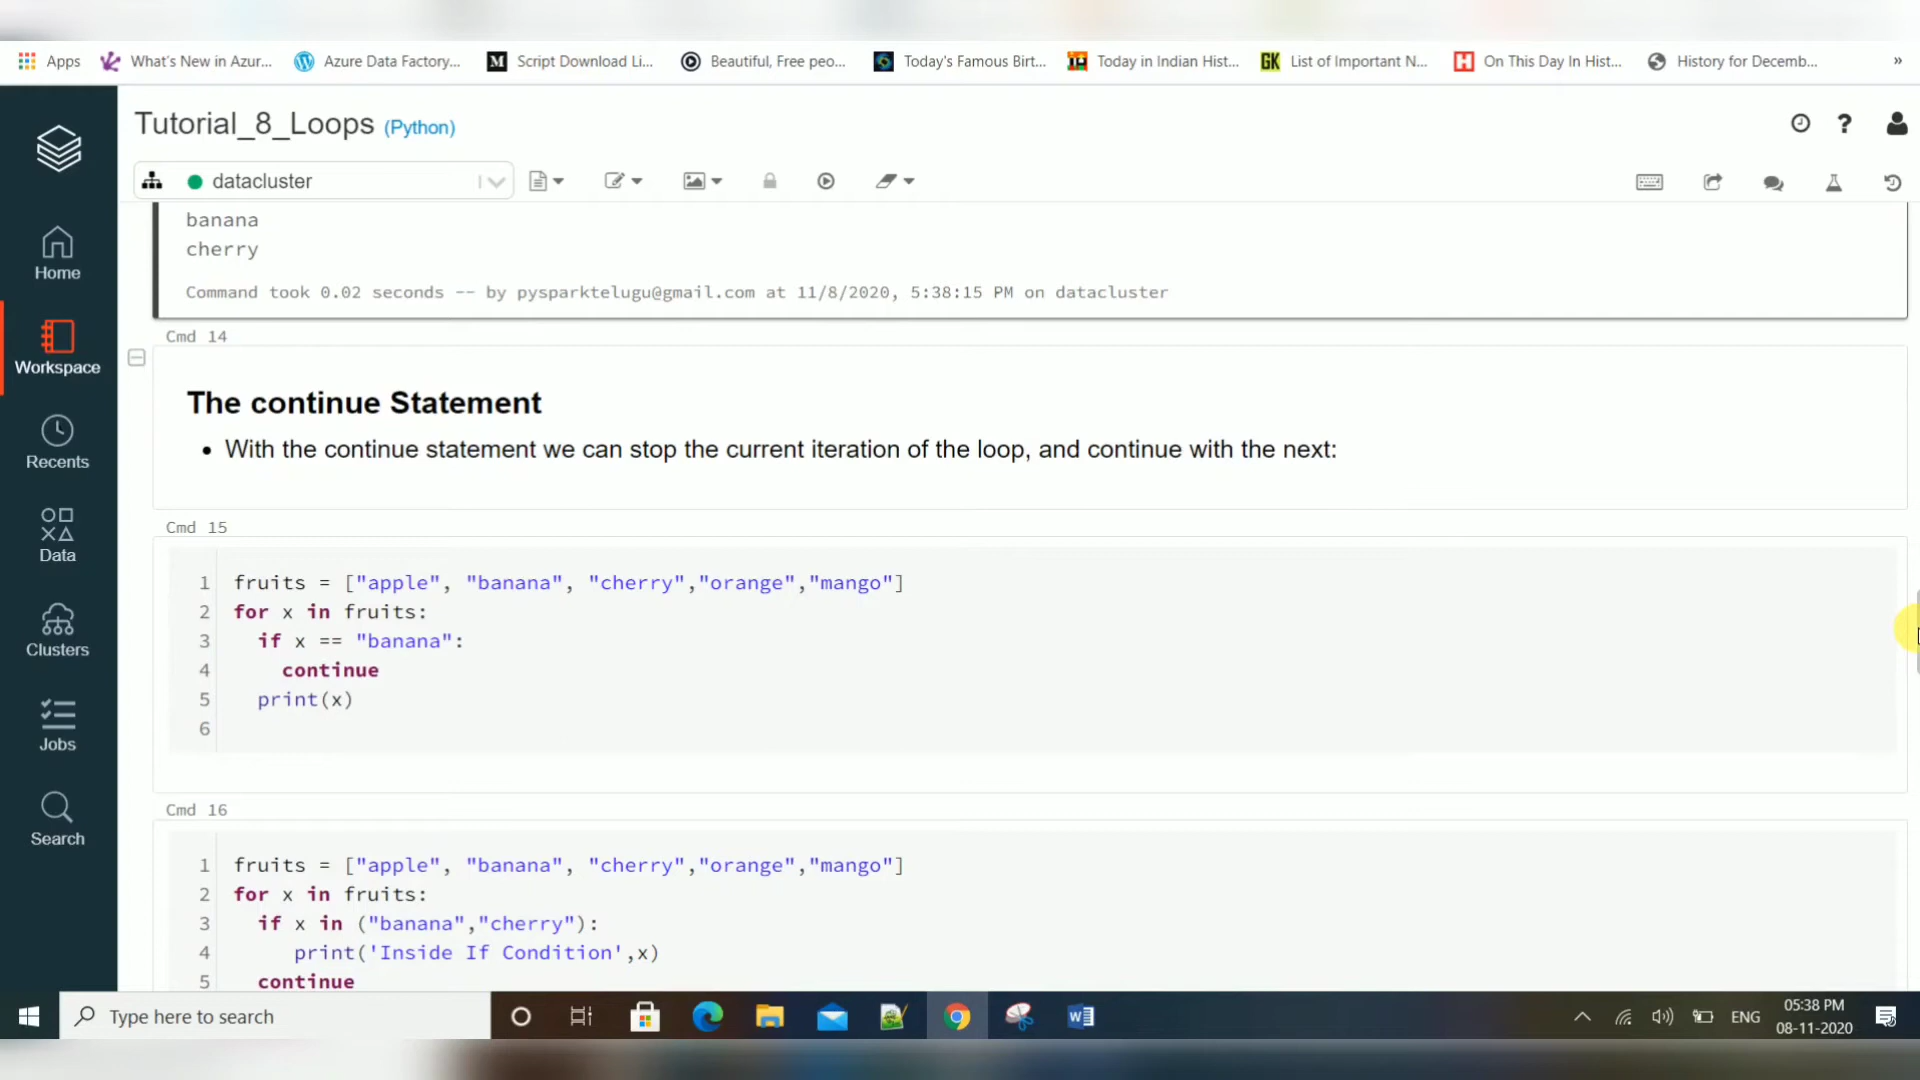 Apps What's New in Azur... Azure Data Factory... M Script Download Li... Beautiful, Free peo... Today's Famous Birt... Today in Indian Hist... GK List of Important N... H On This Day In Hist... History for Decemb... »
Tutorial_8_Loops (Python)
datacluster
banana
cherry
Command took 0.02 seconds -- by pysparktelugu@gmail.com at 11/8/2020, 5:38:15 PM on datacluster
Cmd 14
The continue Statement
• With the continue statement we can stop the current iteration of the loop, and continue with the next:
Cmd 15
1 fruits = ["apple", "banana", "cherry","orange","mango"]
2 for x in fruits:
3 if x == "banana":
4 continue
5 print(x)
6
Cmd 16
1 fruits = ["apple", "banana", "cherry","orange","mango"]
2 for x in fruits:
3 if x in ("banana","cherry"):
4 print('Inside If Condition',x)
5 continue
Home
Workspace
Recents
Data
Clusters
Jobs
Search
Type here to search
ENG
05:38 PM
08-11-2020